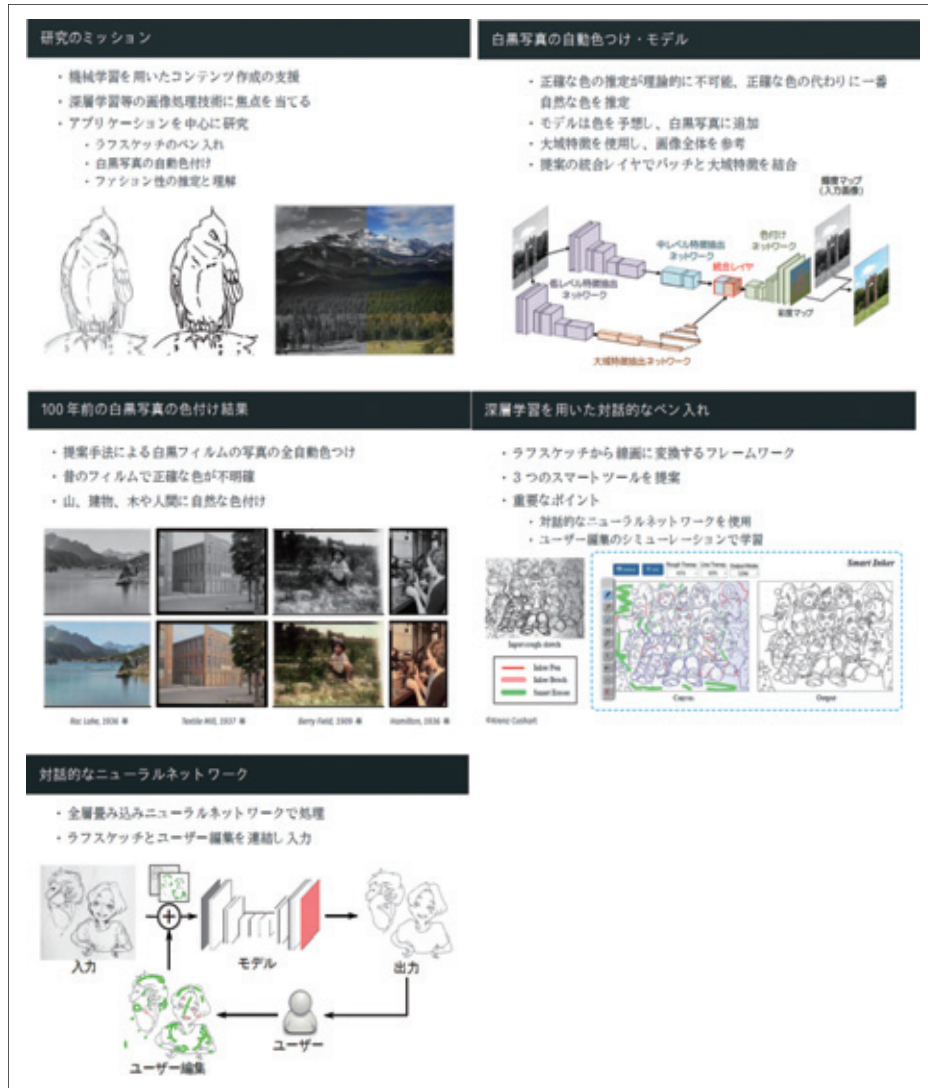 研究のミッション
・機械学習を用いたコンテンツ作成の支援
・深層学習等の画像処理技術に焦点を当てる
・アプリケーションを中心に研究
・ラフスケッチのペン入れ
・白黒写真の自動色付け
・ファション性の推定と理解
白黒写真の自動色つけ・モデル
・正確な色の推定が理論的に不可能、正確な色の代わりに一番
自然な色を推定
・モデルは色を予想し、白黒写真に追加
・大域特徴を使用し、画像全体を参考
・提案の統合レイヤでパッチと大域特徴を結合
輝度マップ
(入力画像)
色付け
ネットワーク
中レベル特徴抽出
ネットワーク
統合レイヤ
低レベル特徴抽出
ネットワーク
彩度マップ
大域特徴抽出ネットワーク
100年前の白黒写真の色付け結果
・提案手法による白黒フィルムの写真の全自動色つけ
・昔のフィルムで正確な色が不明確
・山、建物、木や人間に自然な色付け
Lake, 1936 年
Textile Mill, 1937 年
Berry Field, 1909 年
Hamilton, 1936 年
深層学習を用いた対話的なペン入れ
・ラフスケッチから線画に変換するフレームワーク
・3つのスマートツールを提案
・重要なポイント
・対話的なニューラルネットワークを使用
・ユーザー編集のシミュレーションで学習
Smart Inker
Input rough sketch
Inker Pen
Inker Brush
Smart Eraser
Canvas
Output
©Krenz Cushart
対話的なニューラルネットワーク
・全層畳み込みニューラルネットワークで処理
・ラフスケッチとユーザー編集を連結し入力
入力
モデル
出力
ユーザー
ユーザー編集